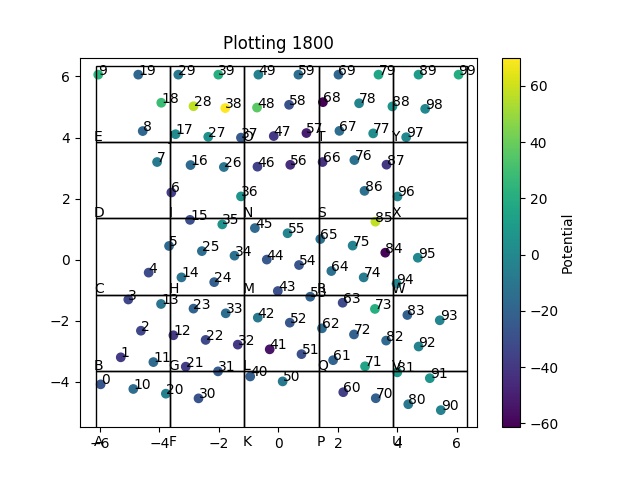 Plotting 1800
9 19 29 39 49 59 69 79 89 99
6
18 28 38 48 58 68 78 88 98
8 17 27 37 47 57 67 77 97
4 E T Y
7 16 26 46 56 66 76 87
6 36 86 96
2 D I N S X
15 35 45 55 65 75 85
5 25 34 44 54 64 74 84 95
0
4 14 24 43 53 94
C H M R W
3 13 23 33 42 52 62 63 73 83 93
−2
2 12 22 32 41 51 61 72 82 92
1 11 21 31 71 81 91
B G L Q V
0 10 20 30 40 50 60 70 80 90
−4
A F K P U
−6 −4 −2 0 2 4 6
60
40
20
0
−20
−40
−60
Potential